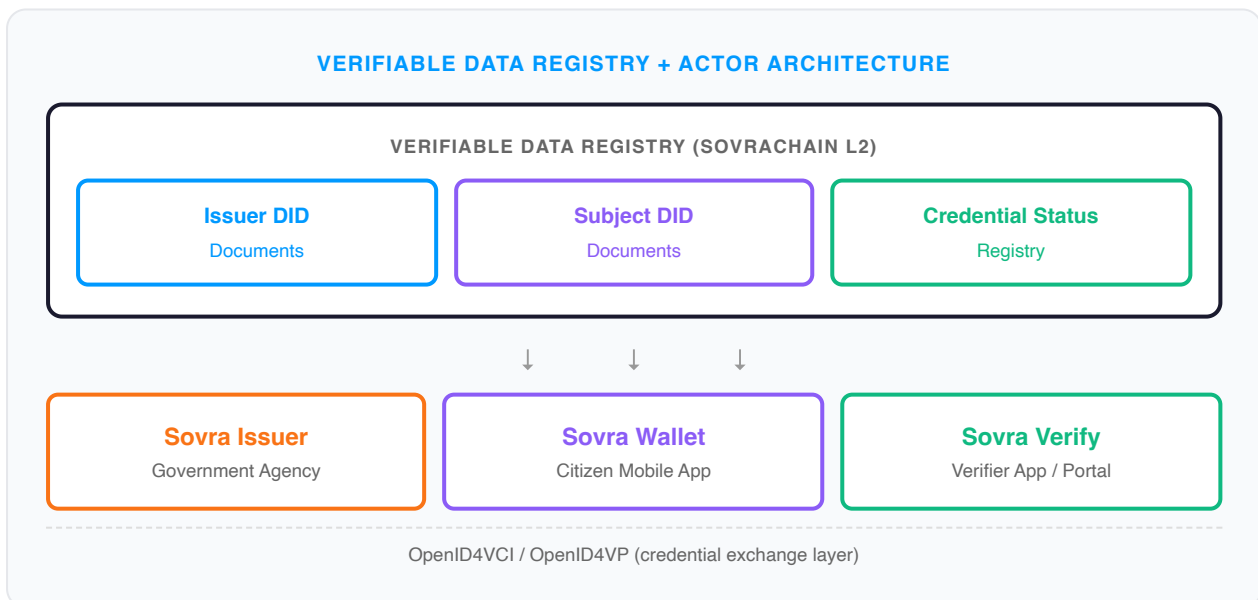 VERIFIABLE DATA REGISTRY + ACTOR ARCHITECTURE
VERIFIABLE DATA REGISTRY (SOVRACHAIN L2)
Issuer DID
Documents
Subject DID
Documents
Credential Status
Registry
↓ ↓ ↓
Sovra Issuer
Government Agency
Sovra Wallet
Citizen Mobile App
Sovra Verify
Verifier App / Portal
OpenID4VCI / OpenID4VP (credential exchange layer)